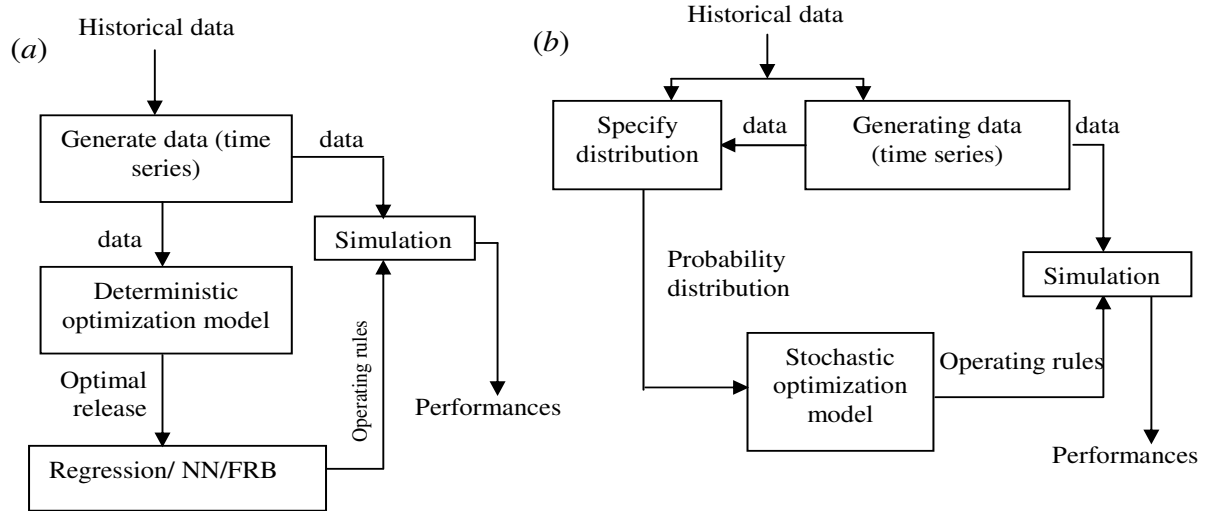 (a)
Historical data
Generate data (time
series)
data
data
Simulation
Deterministic
optimization model
Optimal
release
Operating rules
Performances
Regression/ NN/FRB
(b)
Historical data
Specify
distribution
data
Generating data
(time series)
data
Probability
distribution
Simulation
Stochastic
optimization
model
Operating rules
Performances